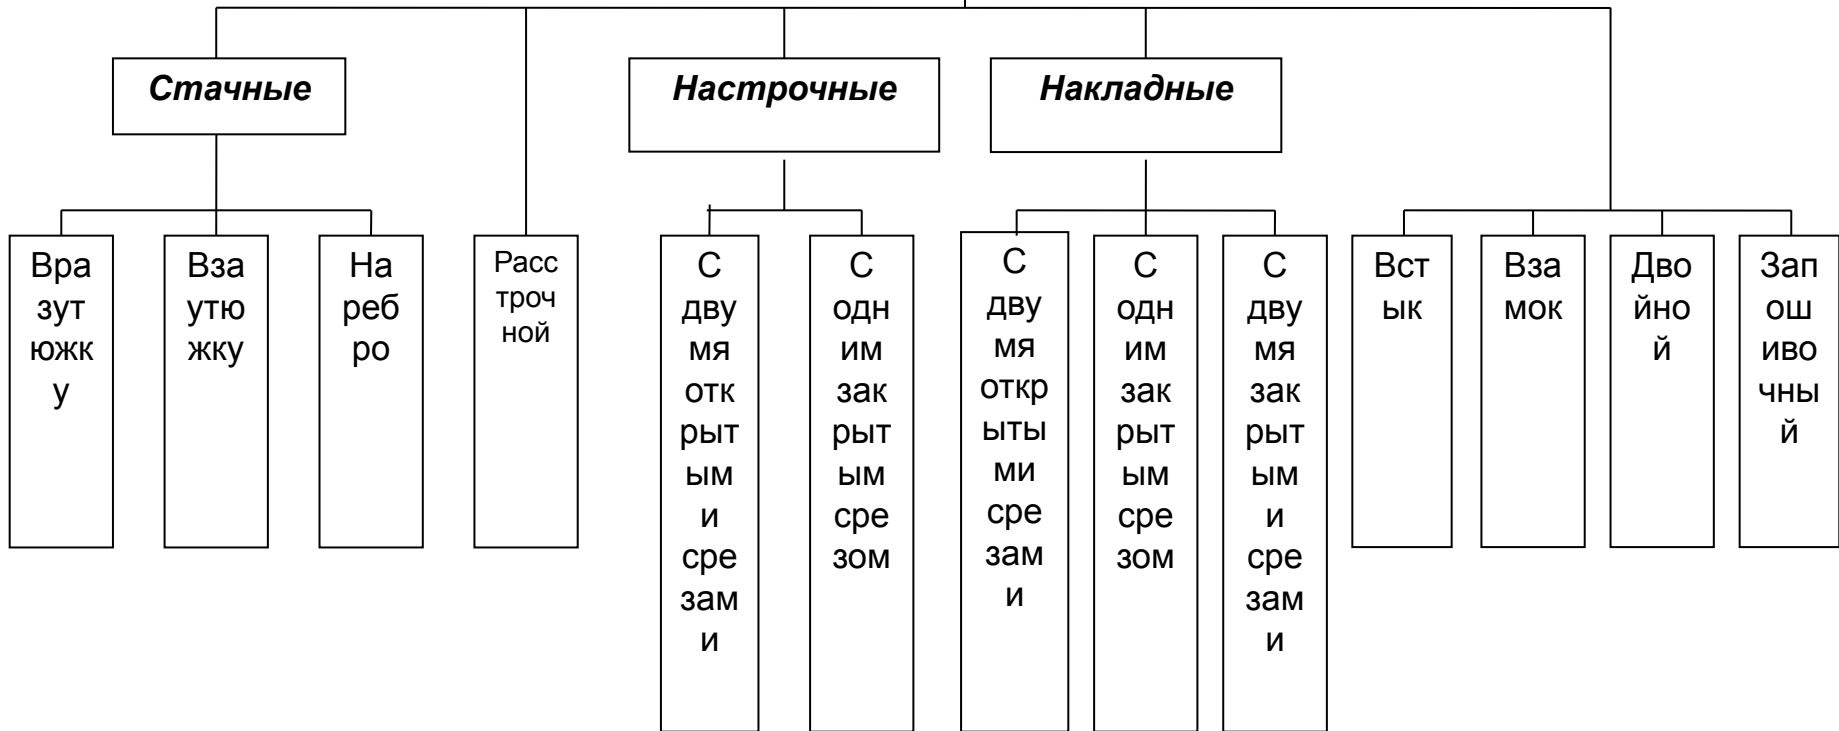 Стачные
Настрочные
Накладные
Вра
зут
южк
у
Вза
утю
жку
На
реб
ро
Расс
троч
ной
С
дву
мя
отк
рыт
ым
и
сре
зам
и
С
одн
им
зак
рыт
ым
сре
зом
С
дву
мя
откр
ыты
ми
сре
зам
и
С
одн
им
зак
рыт
ым
сре
зом
С
дву
мя
зак
рыт
ым
и
сре
зам
и
Вст
ык
Вза
мок
Дво
йно
й
Зап
ош
иво
чны
й